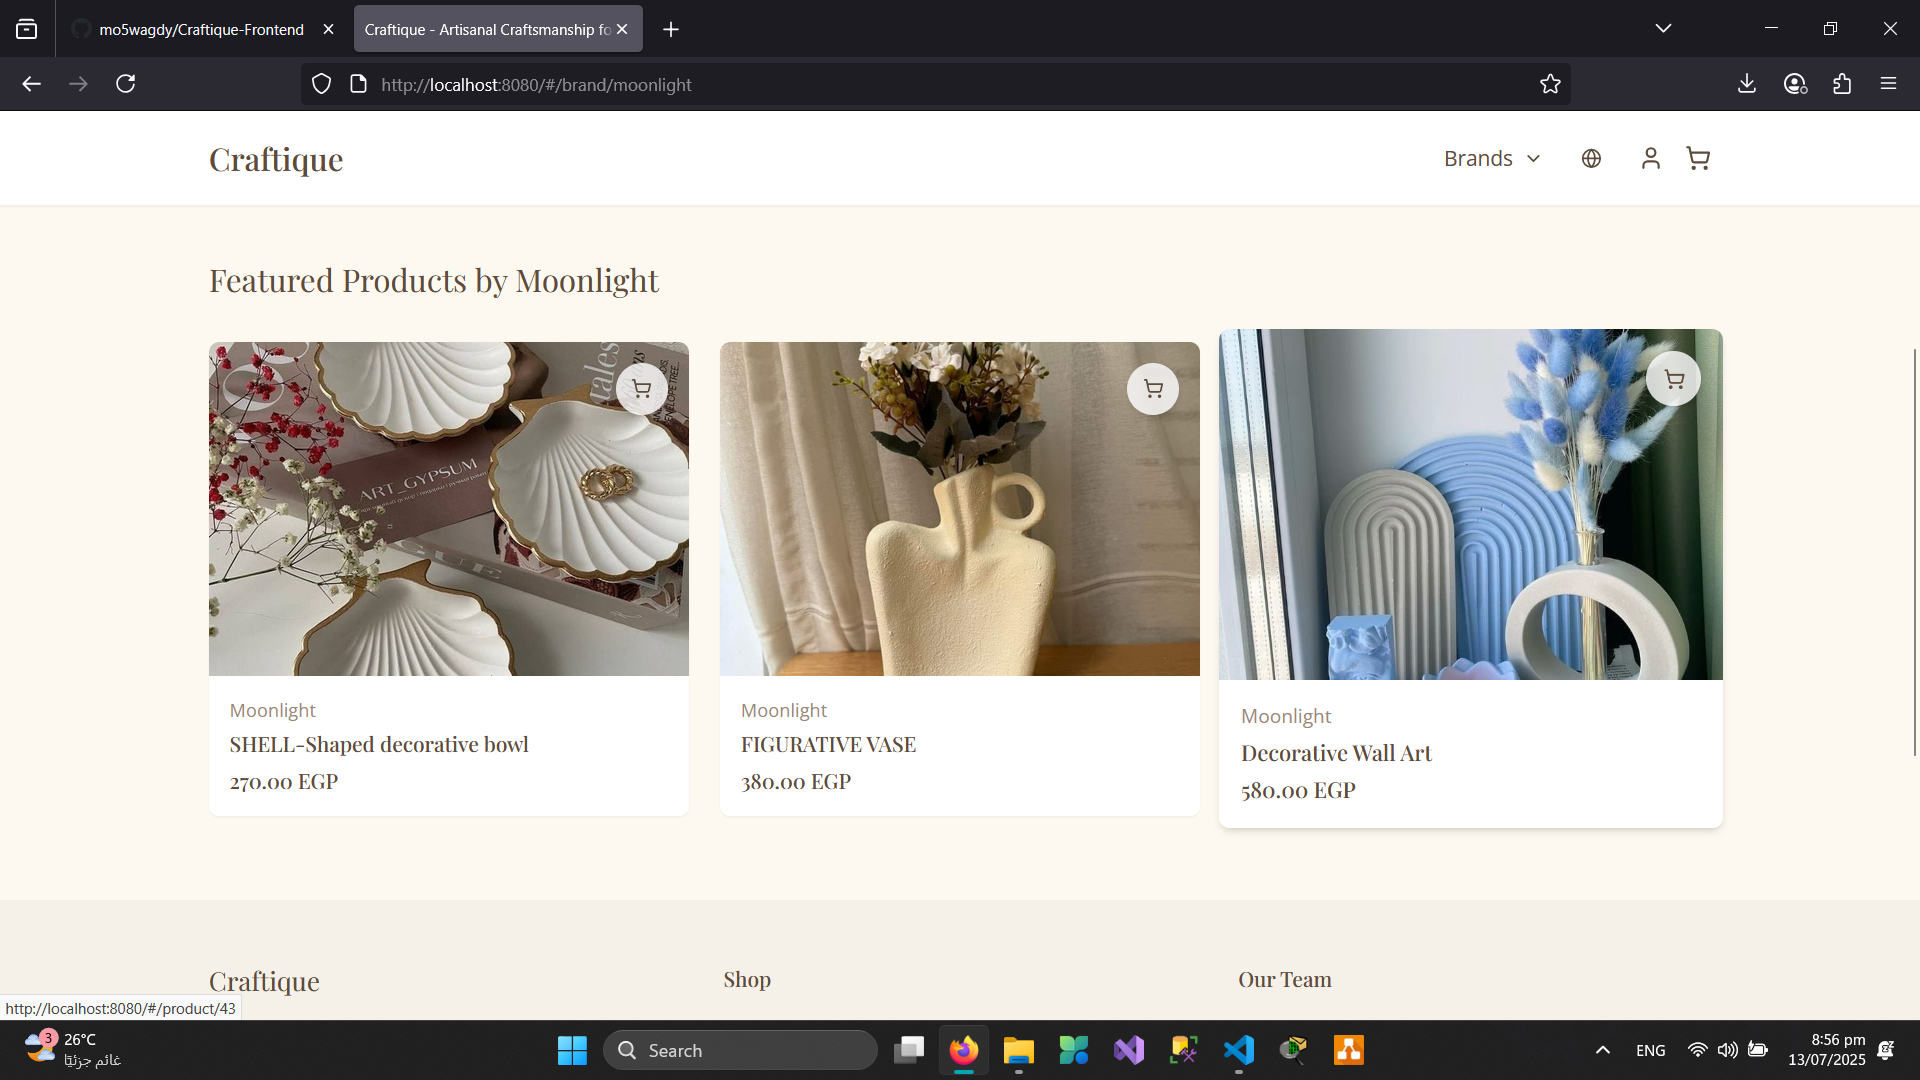 mo5wagdy/Craftique-Frontend
Craftique - Artisanal Craftsmanship fo
http://localhost:8080/#/brand/moonlight
Craftique
Brands
Featured Products by Moonlight
tales
ART_GYPSUM
Moonlight
SHELL-Shaped decorative bowl
270.00 EGP
Moonlight
FIGURATIVE VASE
380.00 EGP
Moonlight
Decorative Wall Art
580.00 EGP
Craftique
Shop
Our Team
http://localhost:8080/#/product/43
3
26°C
غائم جزئيًا
Search
ENG
8:56 pm
13/07/2025